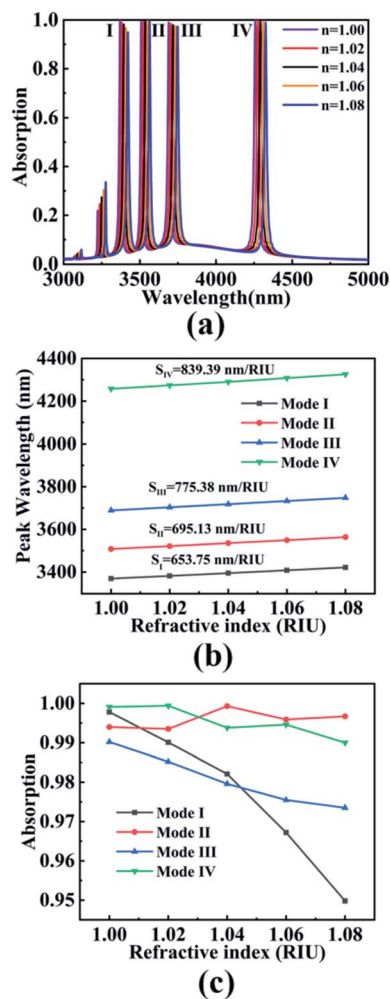 1.0
0.8
0.6
0.4
0.2
0.0
Absorption
I II III IV
n=1.00
n=1.02
n=1.04
n=1.06
n=1.08
3000 3500 4000 4500 5000
Wavelength(nm)
(a)
4400
4200
4000
3800
3600
3400
Peak Wavelength (nm)
S_IV=839.39 nm/RIU
Mode I
Mode II
Mode III
Mode IV
S_III=775.38 nm/RIU
S_II=695.13 nm/RIU
S_I=653.75 nm/RIU
1.00 1.02 1.04 1.06 1.08
Refractive index (RIU)
(b)
1.00
0.99
0.98
0.97
0.96
0.95
Absorption
Mode I
Mode II
Mode III
Mode IV
1.00 1.02 1.04 1.06 1.08
Refractive index (RIU)
(c)